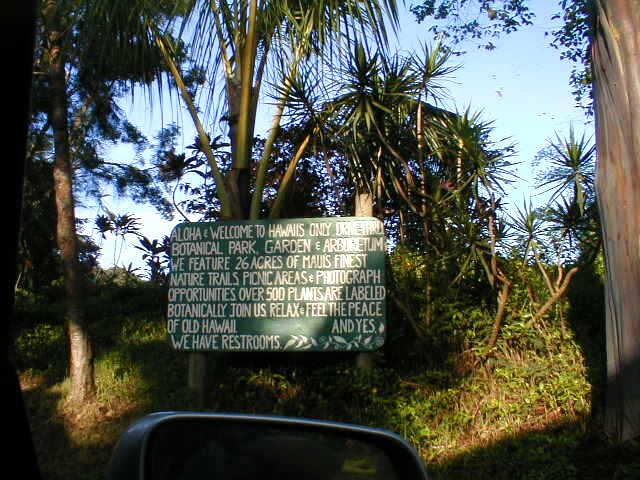 ALOHA & WELCOME TO HAWAIIS ONLY DRIVE-THRU
BOTANICAL PARK, GARDEN & ARBORETUM
WE FEATURE 26 ACRES OF MAUIS FINEST
NATURE TRAILS PICNIC AREAS & PHOTOGRAPH
OPPORTUNITIES. OVER 500 PLANTS ARE LABELED
BOTANICALLY JOIN US RELAX & FEEL THE PEACE
OF OLD HAWAII AND YES,
WE HAVE RESTROOMS.